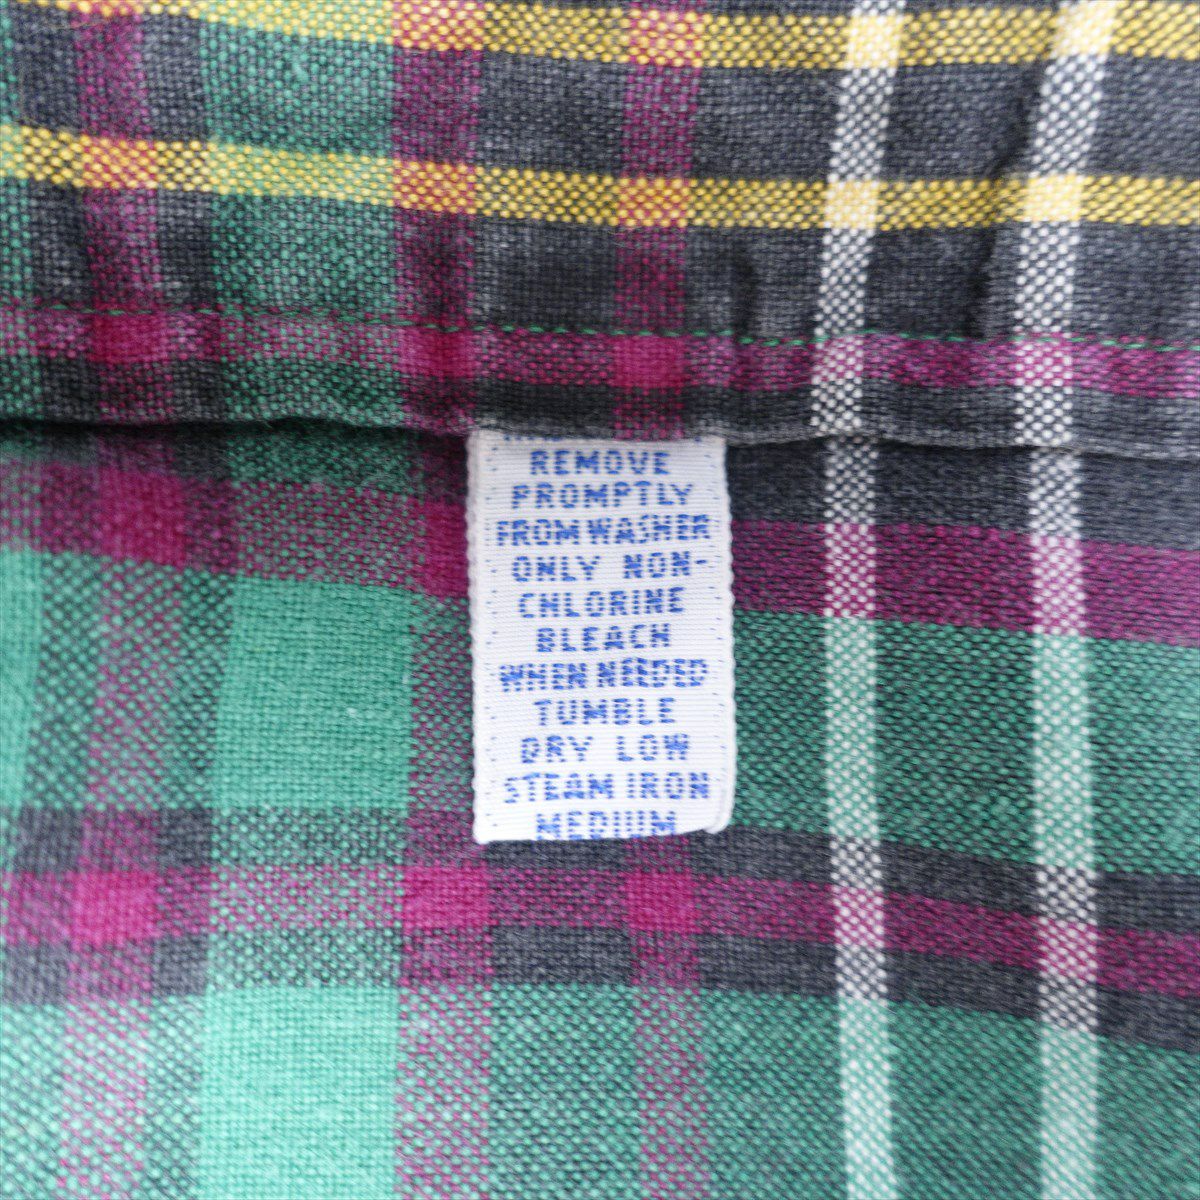 REMOVE
PROMPTLY
FROM WASHER
ONLY NON-
CHLORINE
BLEACH
WHEN NEEDED
TUMBLE
DRY LOW
STEAM IRON
MEDIUM